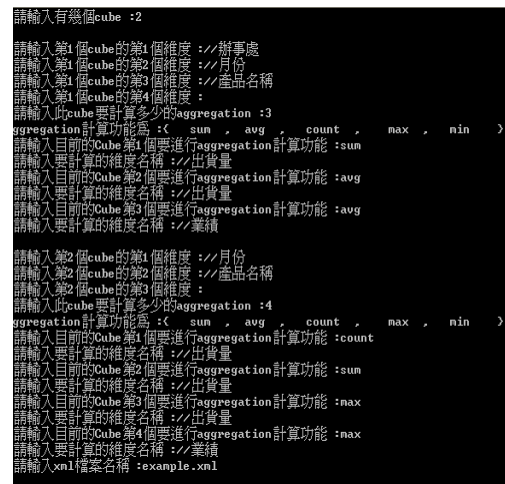 請輸入有幾個cube :2
請輸入第1個cube的第1個維度 ://辦事處
請輸入第1個cube的第2個維度 ://月份
請輸入第1個cube的第3個維度 ://產品名稱
請輸入第1個cube的第4個維度 :
請輸入此cube要計算多少的aggregation :3
ggregation計算功能為 :{ sum , avg , count , max , min }
請輸入目前的Cube第1個要進行aggregation計算功能 :sum
請輸入要計算的維度名稱 ://出貨量
請輸入目前的Cube第2個要進行aggregation計算功能 :avg
請輸入要計算的維度名稱 ://出貨量
請輸入目前的Cube第3個要進行aggregation計算功能 :avg
請輸入要計算的維度名稱 ://業績
請輸入第2個cube的第1個維度 ://月份
請輸入第2個cube的第2個維度 ://產品名稱
請輸入第2個cube的第3個維度 :
請輸入此cube要計算多少的aggregation :4
ggregation計算功能為 :{ sum , avg , count , max , min }
請輸入目前的Cube第1個要進行aggregation計算功能 :count
請輸入要計算的維度名稱 ://出貨量
請輸入目前的Cube第2個要進行aggregation計算功能 :sum
請輸入要計算的維度名稱 ://出貨量
請輸入目前的Cube第3個要進行aggregation計算功能 :max
請輸入要計算的維度名稱 ://出貨量
請輸入目前的Cube第4個要進行aggregation計算功能 :max
請輸入要計算的維度名稱 ://業績
請輸入xml檔案名稱 :example.xml